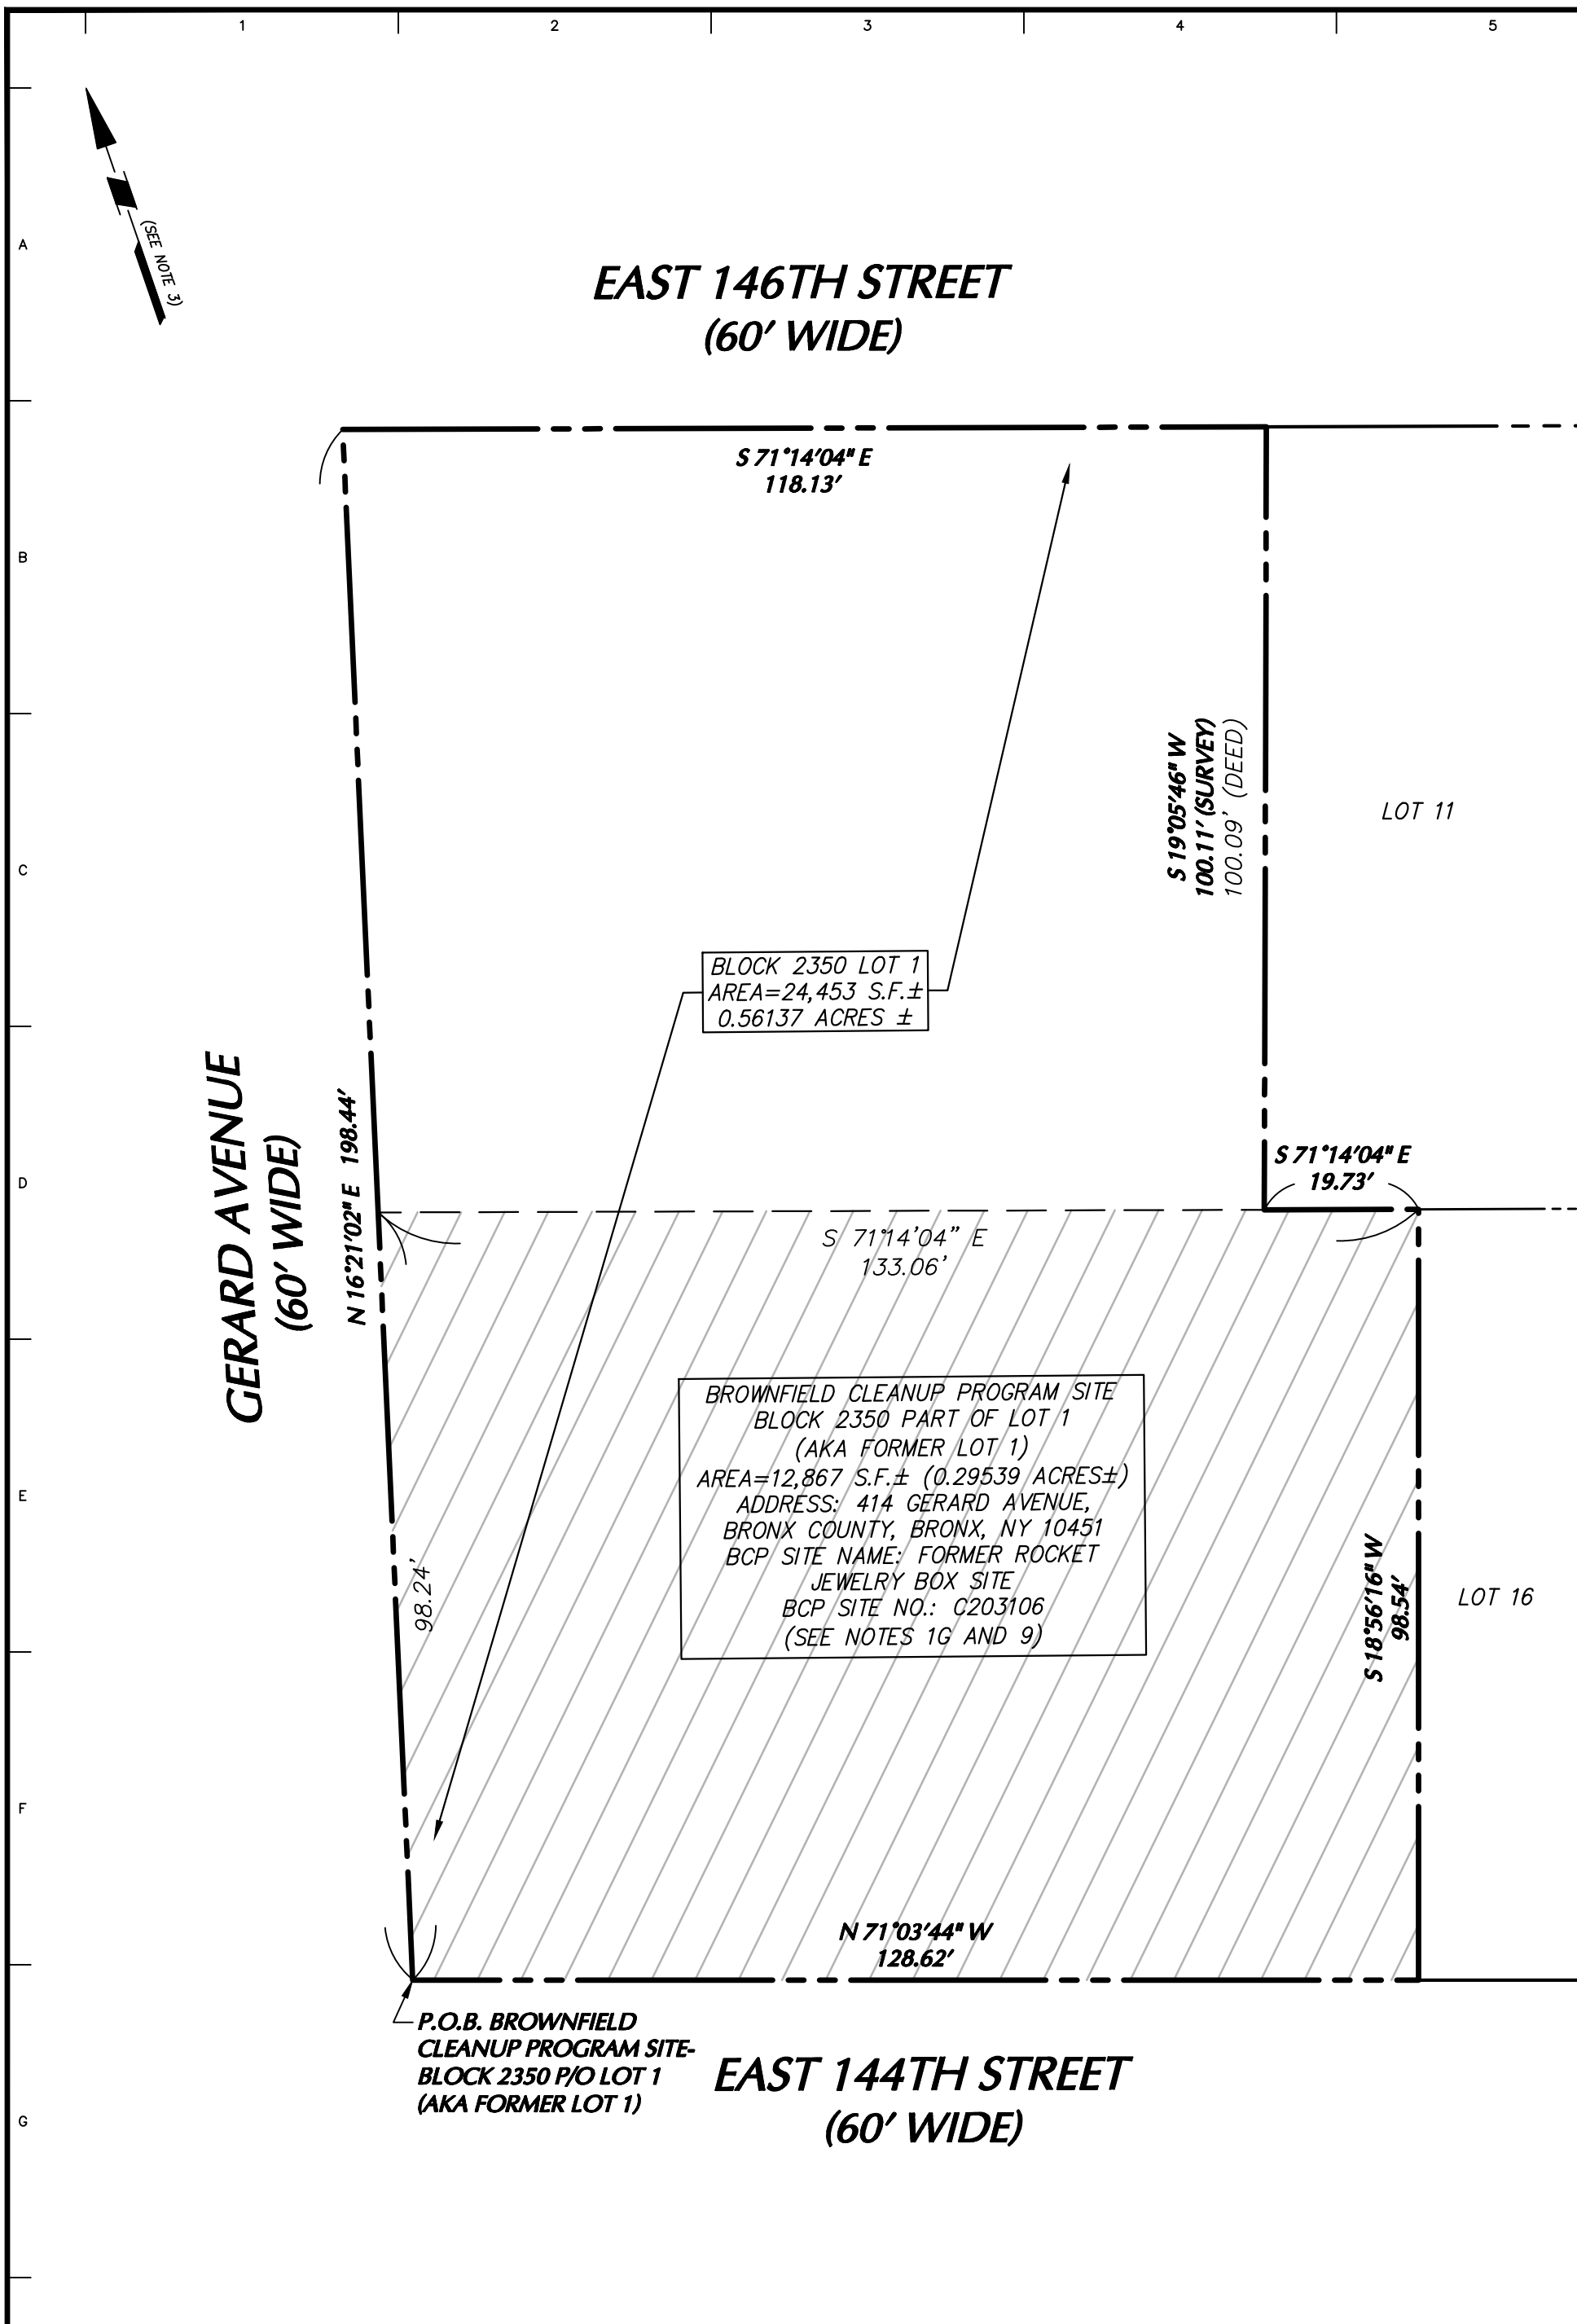 1 2 3 4 5
A
B
C
D
E
F
G
(SEE NOTE 3)
EAST 146TH STREET
(60' WIDE)
S 71°14'04" E
118.13'
S 19°05'46" W
100.11' (SURVEY)
100.09' (DEED)
LOT 11
BLOCK 2350 LOT 1
AREA=24,453 S.F.±
0.56137 ACRES ±
GERARD AVENUE
(60' WIDE)
N 16°21'02" E 198.44'
S 71°14'04" E
19.73'
S 71°14'04" E
133.06'
BROWNFIELD CLEANUP PROGRAM SITE
BLOCK 2350 PART OF LOT 1
(AKA FORMER LOT 1)
AREA=12,867 S.F.± (0.29539 ACRES±)
ADDRESS: 414 GERARD AVENUE,
BRONX COUNTY, BRONX, NY 10451
BCP SITE NAME: FORMER ROCKET
JEWELRY BOX SITE
BCP SITE NO.: C203106
(SEE NOTES 1G AND 9)
98.24'
S 18°56'16" W
98.54'
LOT 16
N 71°03'44" W
128.62'
P.O.B. BROWNFIELD
CLEANUP PROGRAM SITE-
BLOCK 2350 P/O LOT 1
(AKA FORMER LOT 1)
EAST 144TH STREET
(60' WIDE)